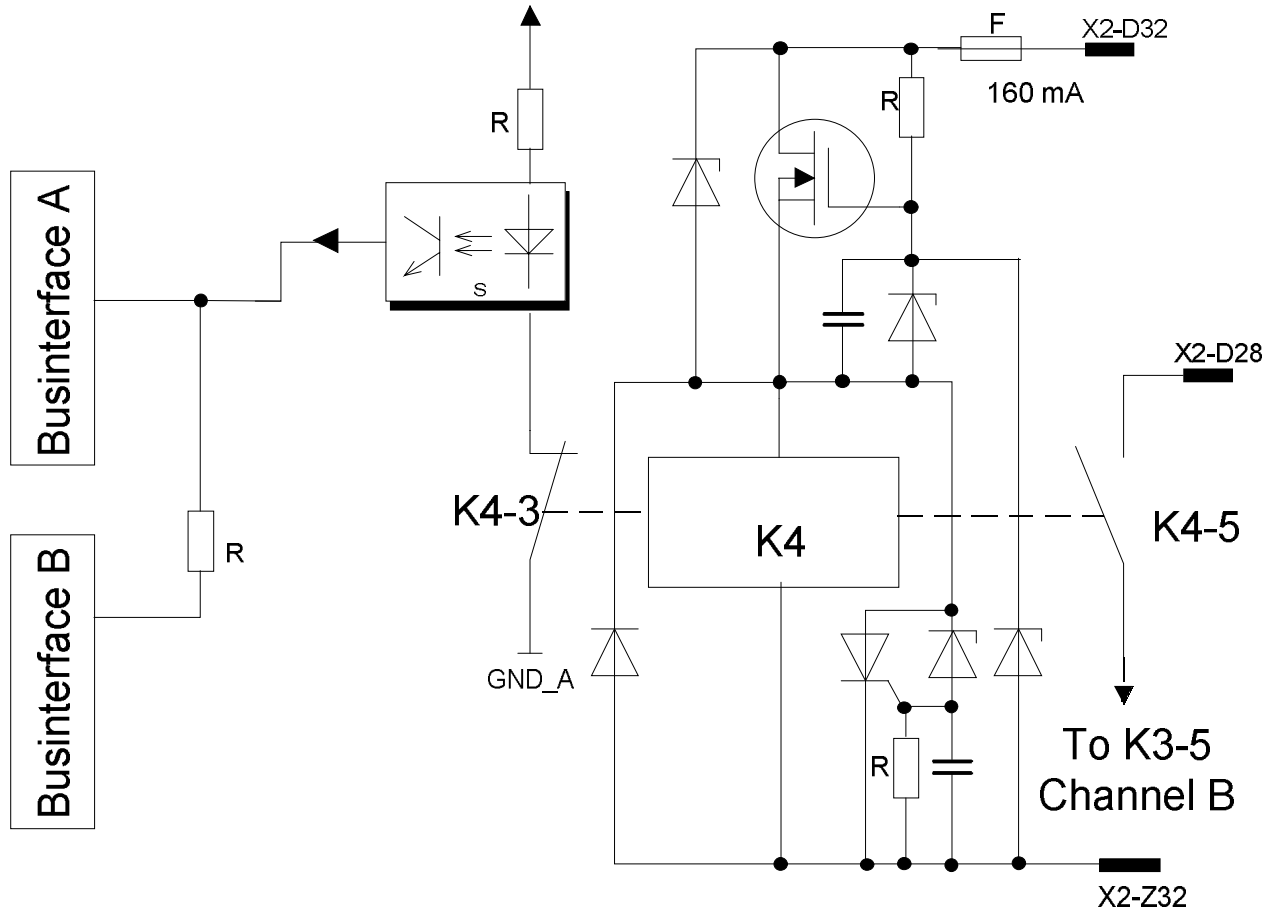 F
X2-D32
R
R
160 mA
Businterface A
S
X2-D28
K4-3
K4
K4-5
R
Businterface B
GND_A
R
To K3-5
Channel B
X2-Z32